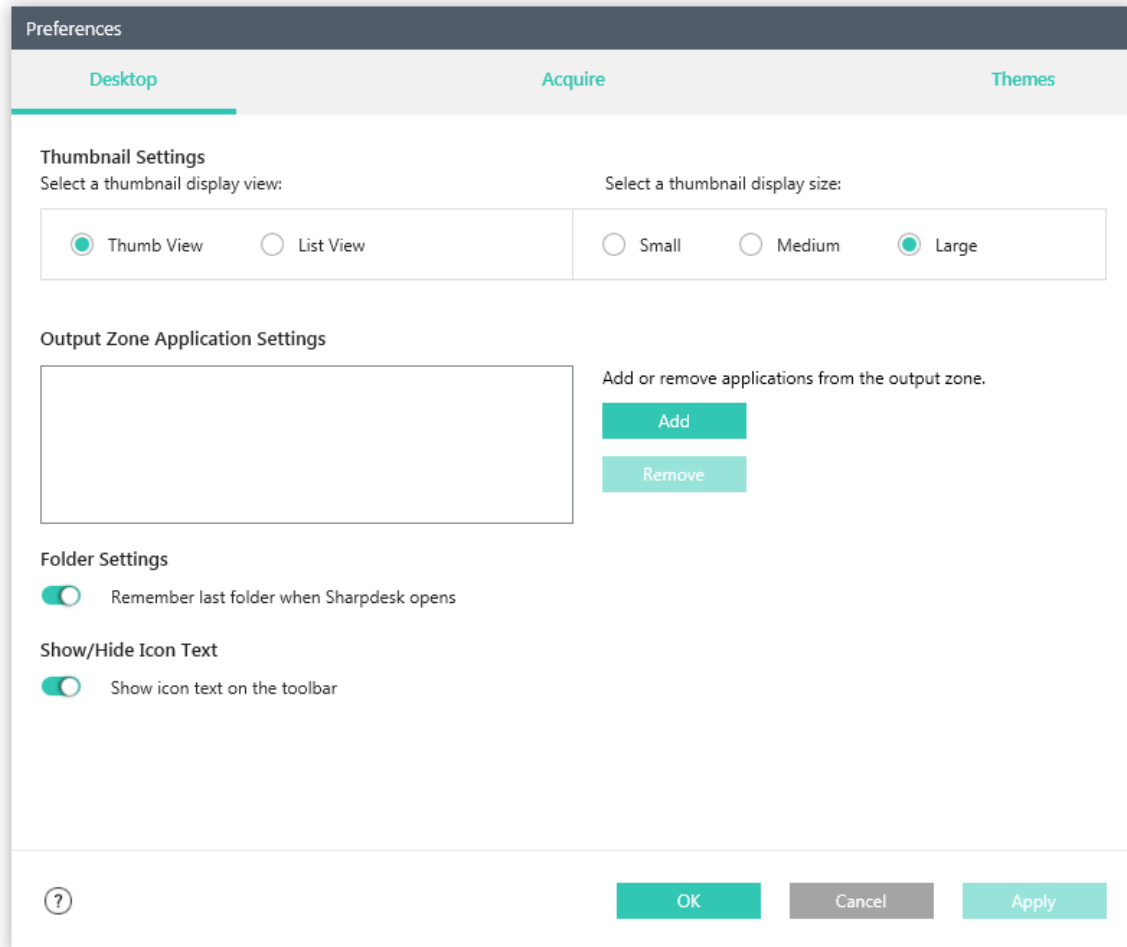 Preferences
Desktop
Acquire
Themes
Thumbnail Settings
Select a thumbnail display view:
Select a thumbnail display size:
Thumb View
List View
Small
Medium
Large
Output Zone Application Settings
Add or remove applications from the output zone.
Add
Remove
Folder Settings
Remember last folder when Sharpdesk opens
Show/Hide Icon Text
Show icon text on the toolbar
?
OK
Cancel
Apply